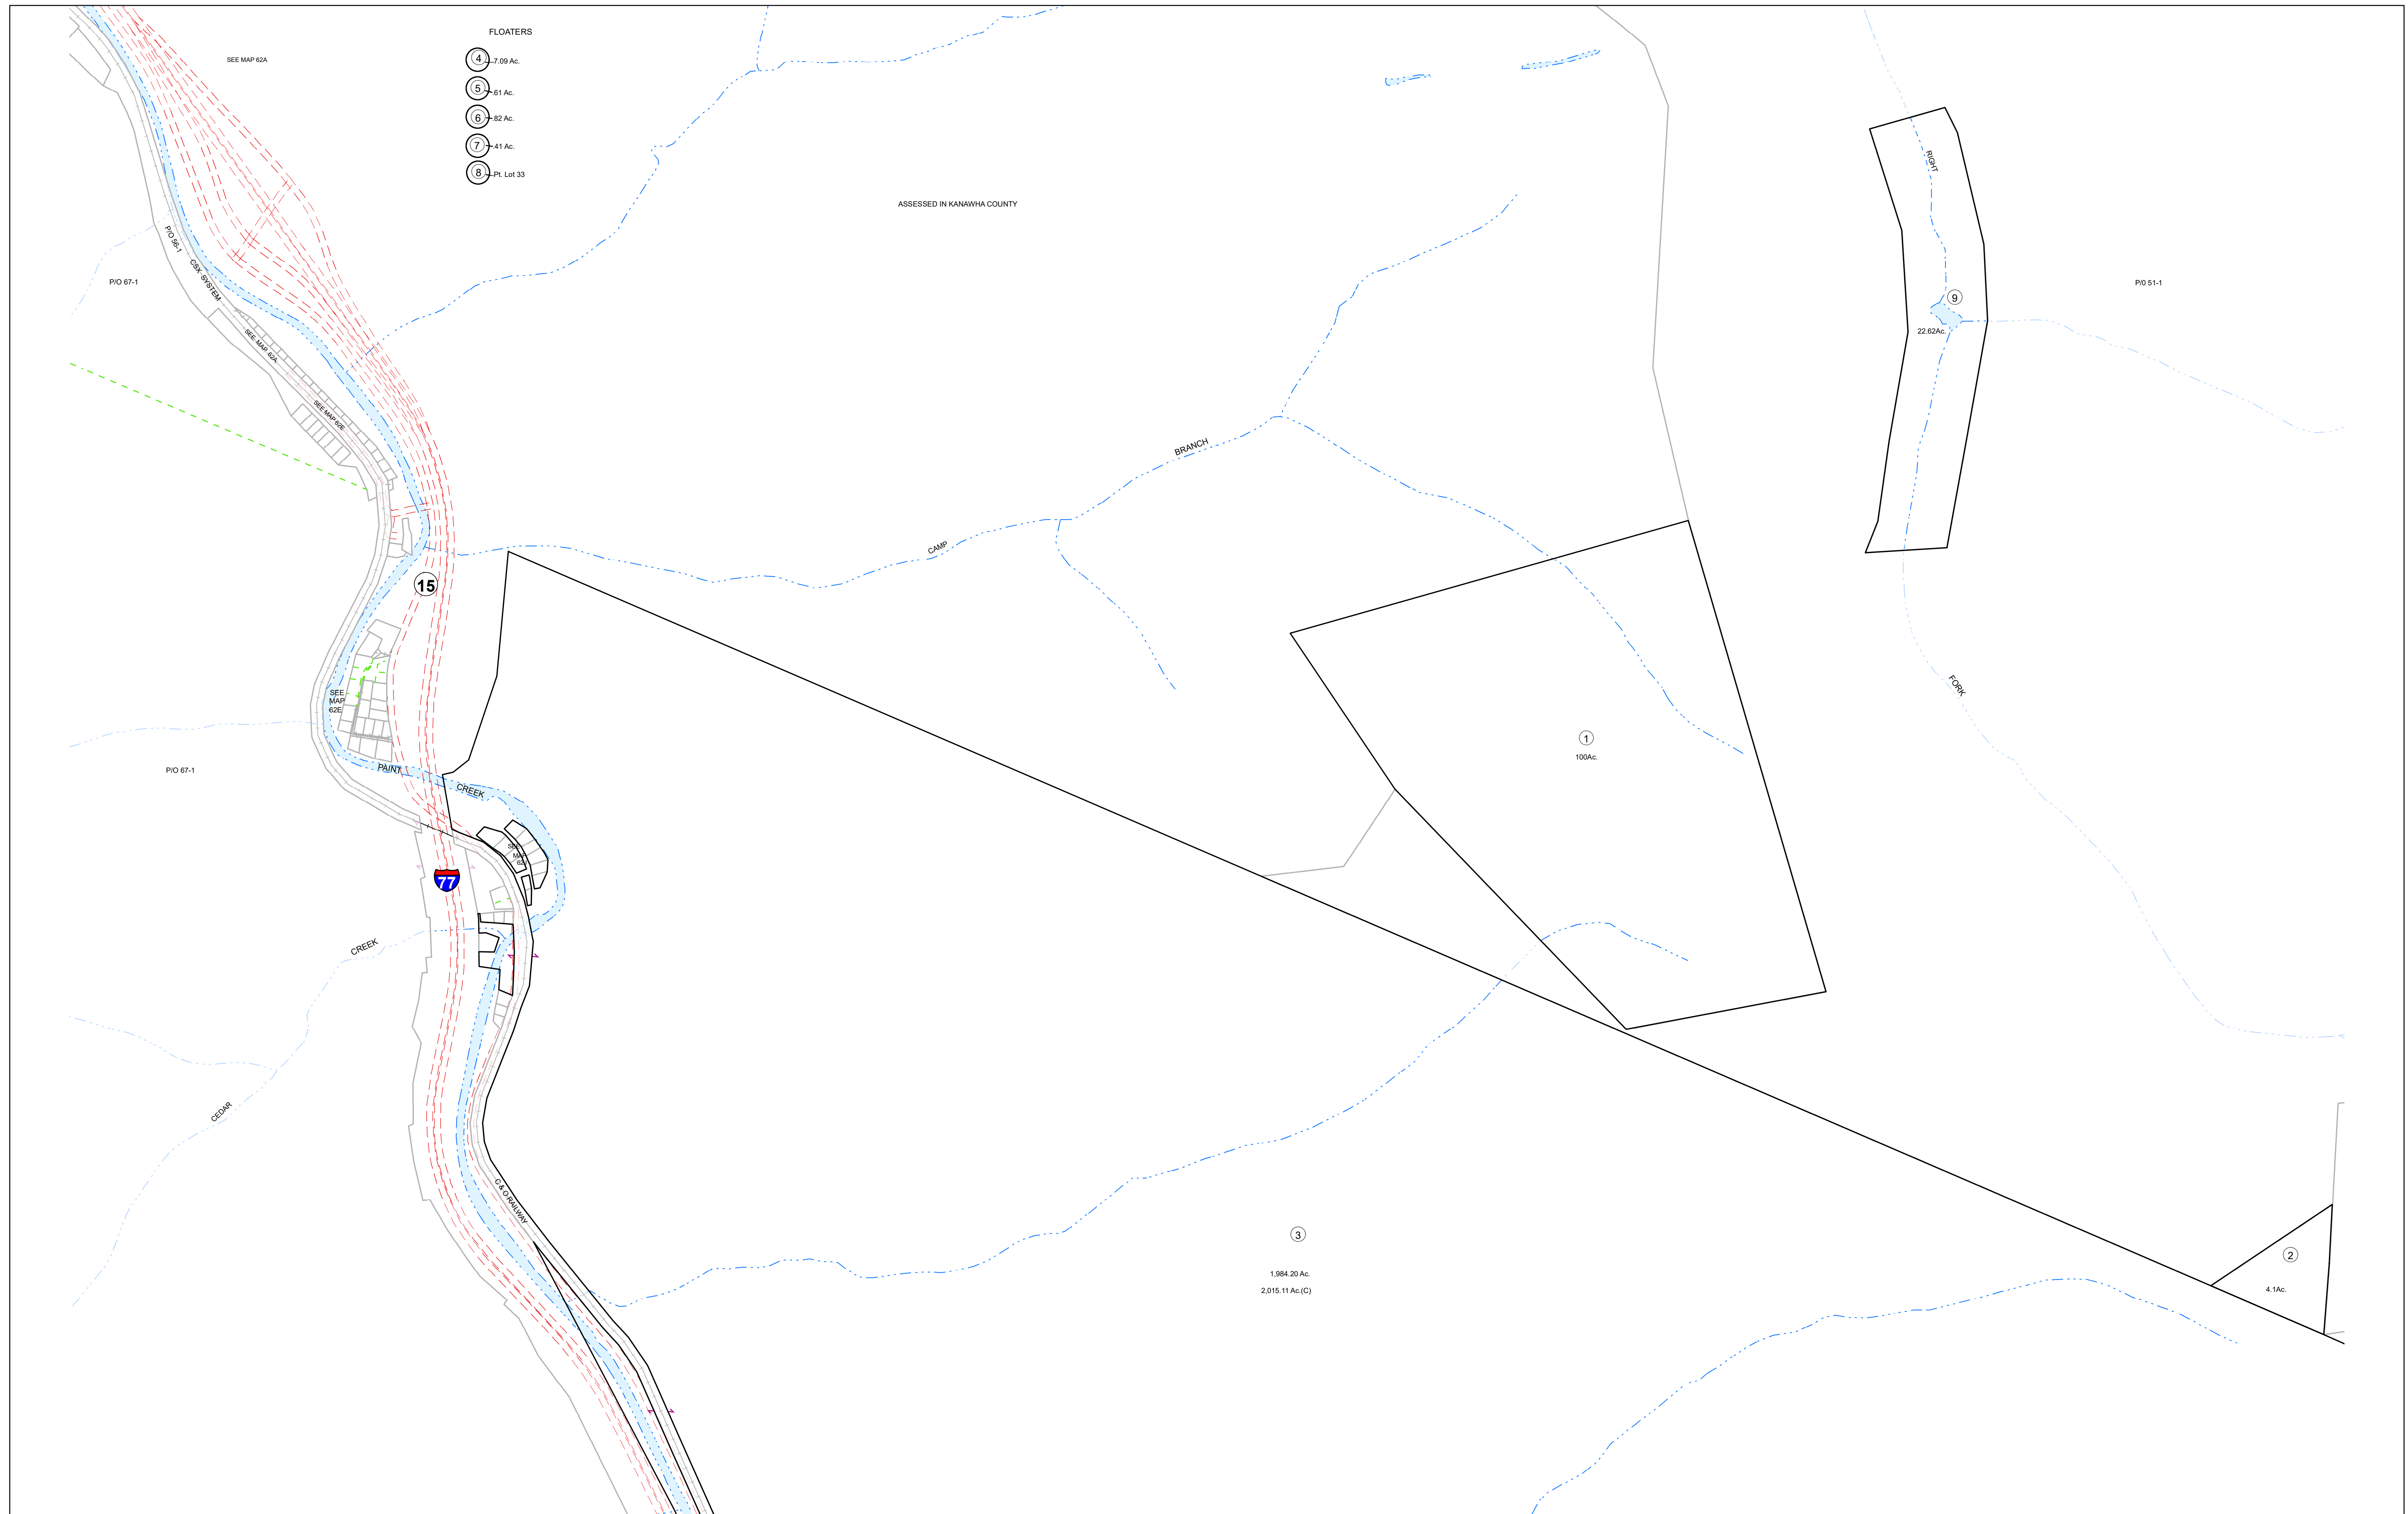 FLOATERS
SEE MAP 62A
4 7.09 Ac.
5 .61 Ac.
6 .82 Ac.
7 .41 Ac.
8 Pt. Lot 33
ASSESSED IN KANAWHA COUNTY
RIGHT
P/O 56-1
CSX SYSTEM
P/O 67-1
P/0 51-1
9
22.62Ac.
SEE MAP 62A
SEE MAP 62E
BRANCH
CAMP
15
SEE
MAP
62E
FORK
1
100Ac.
P/O 67-1
PAINT
CREEK
SEE
MAP
77
CREEK
CEDAR
C & O RAILWAY
3
1,984.20 Ac.
2,015.11 Ac.(C)
2
4.1Ac.